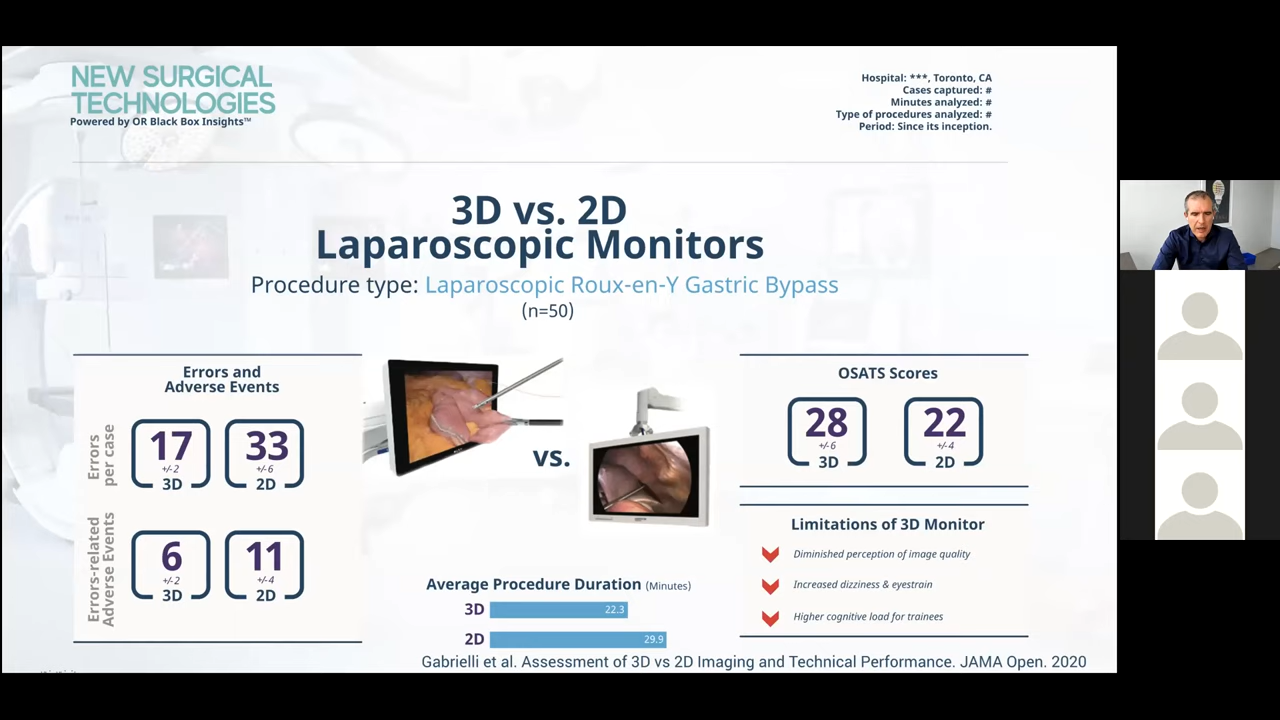 NEW SURGICAL
TECHNOLOGIES
Powered by OR Black Box Insights™
Hospital: ***, Toronto, CA
Cases captured: #
Minutes analyzed: #
Type of procedures analyzed: #
Period: Since its inception.
3D vs. 2D
Laparoscopic Monitors
Procedure type: Laparoscopic Roux-en-Y Gastric Bypass
(n=50)
Errors and
Adverse Events
Errors
per case
17
+/-2
3D
33
+/-6
2D
Errors-related
Adverse Events
6
+/-2
3D
11
+/-4
2D
vs.
Average Procedure Duration (Minutes)
3D 22.3
2D 29.9
OSATS Scores
28
+/-6
3D
22
+/-4
2D
Limitations of 3D Monitor
Diminished perception of image quality
Increased dizziness & eyestrain
Higher cognitive load for trainees
Gabrielli et al. Assessment of 3D vs 2D Imaging and Technical Performance. JAMA Open. 2020